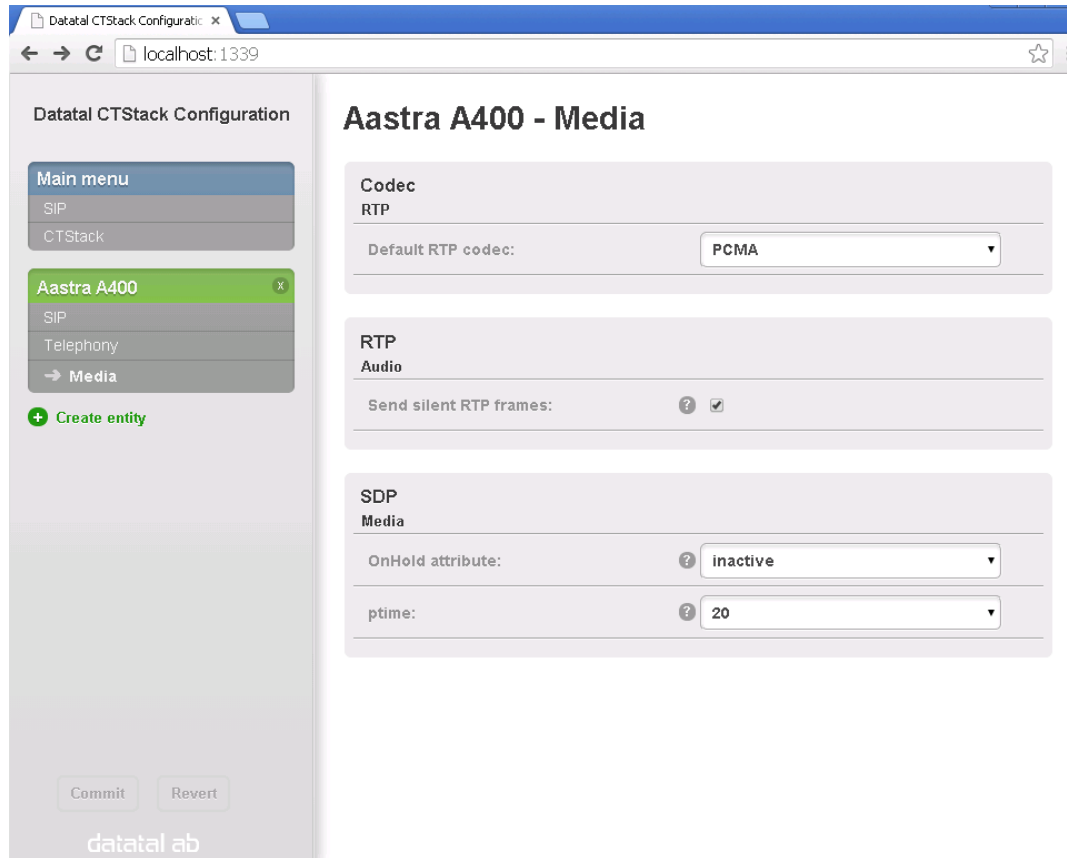 Datatal CTStack Configuratic
localhost:1339
Datatal CTStack Configuration
Main menu
SIP
CTStack
Aastra A400
x
SIP
Telephony
Media
Create entity
Commit
Revert
datatal ab
Aastra A400 - Media
Codec
RTP
Default RTP codec:
PCMA
RTP
Audio
Send silent RTP frames:
?
SDP
Media
OnHold attribute:
?
inactive
ptime:
?
20